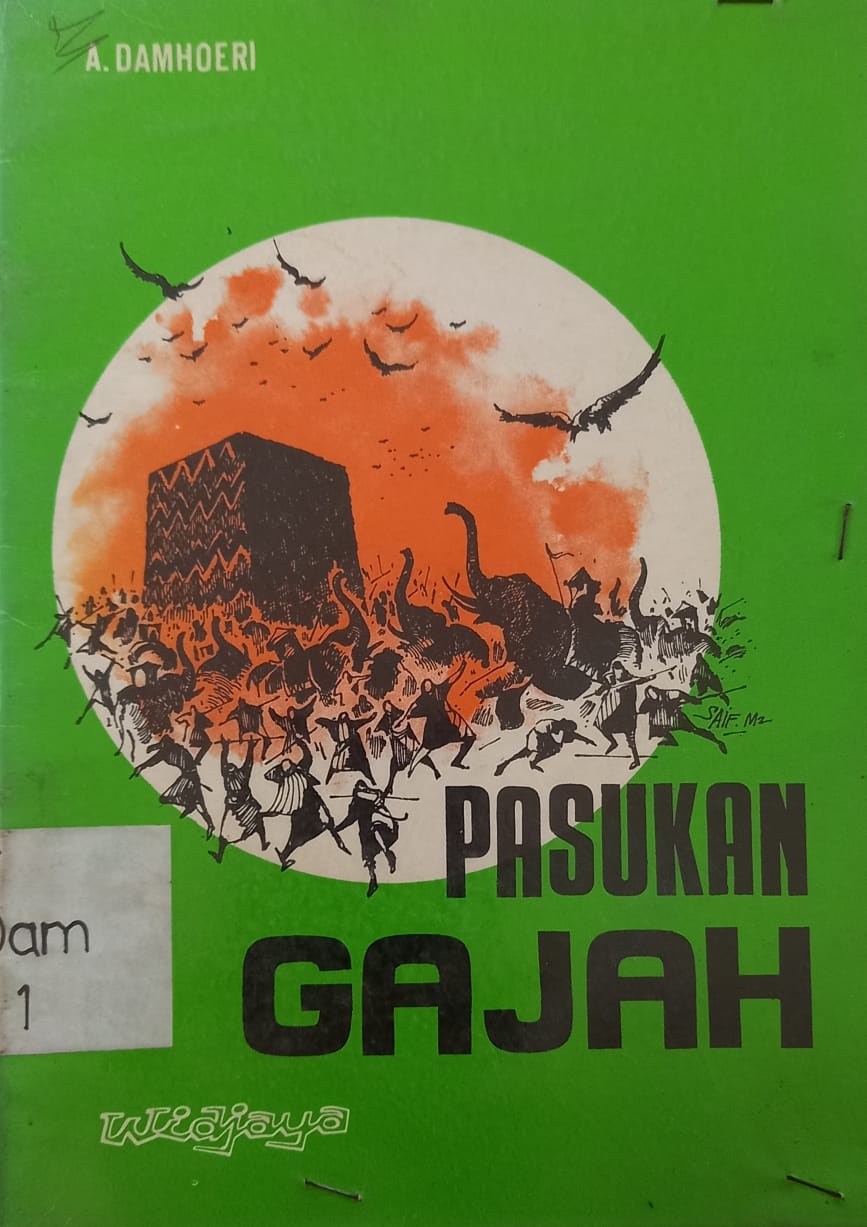 A. DAMHOERI
SAIF. Mz
PASUKAN
GAJAH
Dam
1
Widjaya